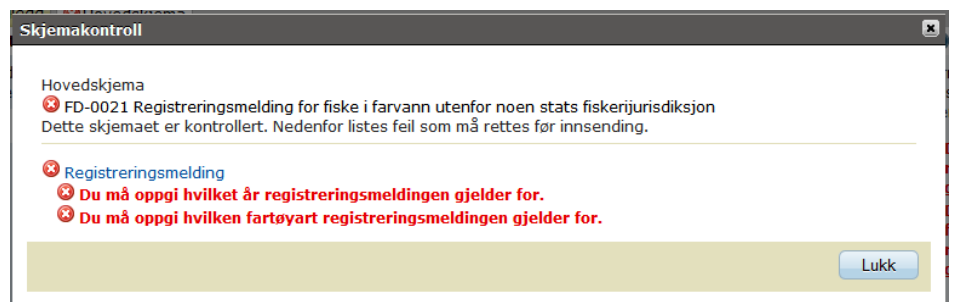 Skjemakontroll
Hovedskjema
FD-0021 Registreringsmelding for fiske i farvann utenfor noen stats fiskerijurisdiksjon
Dette skjemaet er kontrollert. Nedenfor listes feil som må rettes før innsending.
Registreringsmelding
Du må oppgi hvilket år registreringsmeldingen gjelder for.
Du må oppgi hvilken fartøyart registreringsmeldingen gjelder for.
Lukk